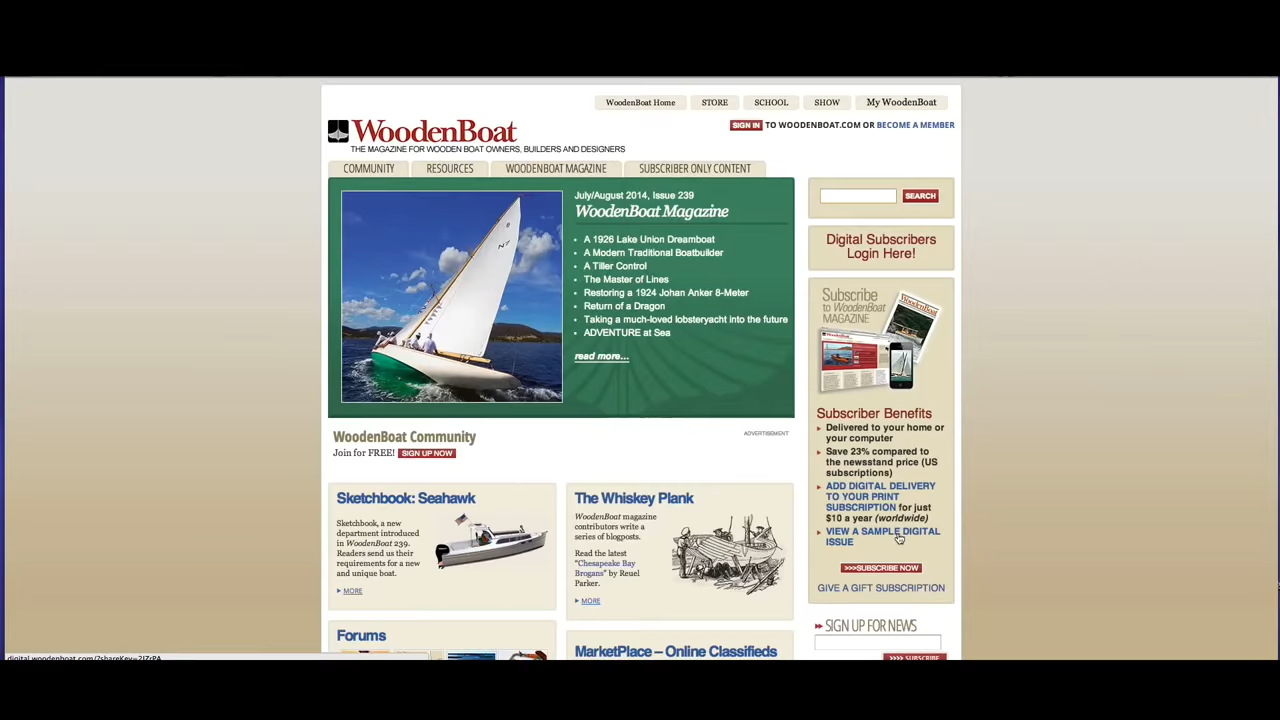 WoodenBoat Home
STORE
SCHOOL
SHOW
My WoodenBoat
SIGN IN TO WOODENBOAT.COM OR BECOME A MEMBER
WoodenBoat
THE MAGAZINE FOR WOODEN BOAT OWNERS, BUILDERS AND DESIGNERS
COMMUNITY
RESOURCES
WOODENBOAT MAGAZINE
SUBSCRIBER ONLY CONTENT
July/August 2014, Issue 239
WoodenBoat Magazine
A 1926 Lake Union Dreamboat
A Modern Traditional Boatbuilder
A Tiller Control
The Master of Lines
Restoring a 1924 Johan Anker 8-Meter
Return of a Dragon
Taking a much-loved lobsteryacht into the future
ADVENTURE at Sea
read more...
SEARCH
Digital Subscribers
Login Here!
Subscribe
to WoodenBoat
MAGAZINE
WoodenBoat
Subscriber Benefits
Delivered to your home or
your computer
Save 23% compared to
the newsstand price (US
subscriptions)
ADD DIGITAL DELIVERY
TO YOUR PRINT
SUBSCRIPTION for just
$10 a year (worldwide)
VIEW A SAMPLE DIGITAL
ISSUE
>>>SUBSCRIBE NOW
GIVE A GIFT SUBSCRIPTION
SIGN UP FOR NEWS
>>>> SUBSCRIBE
WoodenBoat Community
Join for FREE! SIGN UP NOW
ADVERTISEMENT
Sketchbook: Seahawk
Sketchbook, a new
department introduced
in WoodenBoat 239.
Readers send us their
requirements for a new
and unique boat.
MORE
The Whiskey Plank
WoodenBoat magazine
contributors write a
series of blogposts.
Read the latest
"Chesapeake Bay
Brogans" by Reuel
Parker.
MORE
Forums
MarketPlace – Online Classifieds